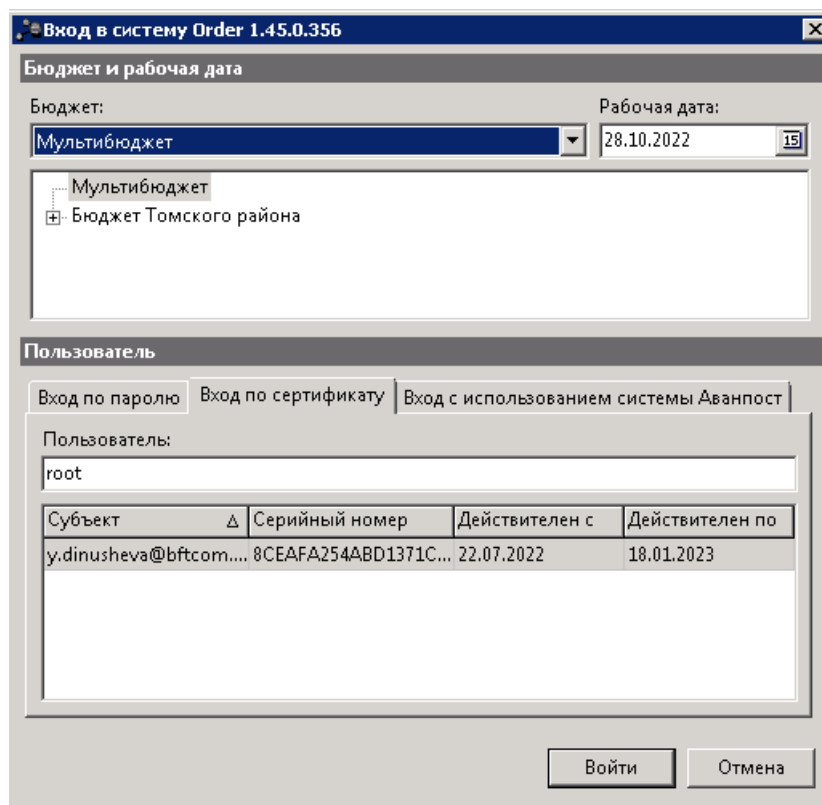 Вход в систему Order 1.45.0.356
Бюджет и рабочая дата
Бюджет: Рабочая дата:
Мультибюджет 28.10.2022 15
Мультибюджет
Бюджет Томского района
Пользователь
Вход по паролю Вход по сертификату Вход с использованием системы Аванпост
Пользователь:
root
Субъект Серийный номер Действителен с Действителен по
y.dinusheva@bftcom.... 8CEAFA254ABD1371C... 22.07.2022 18.01.2023
Войти Отмена